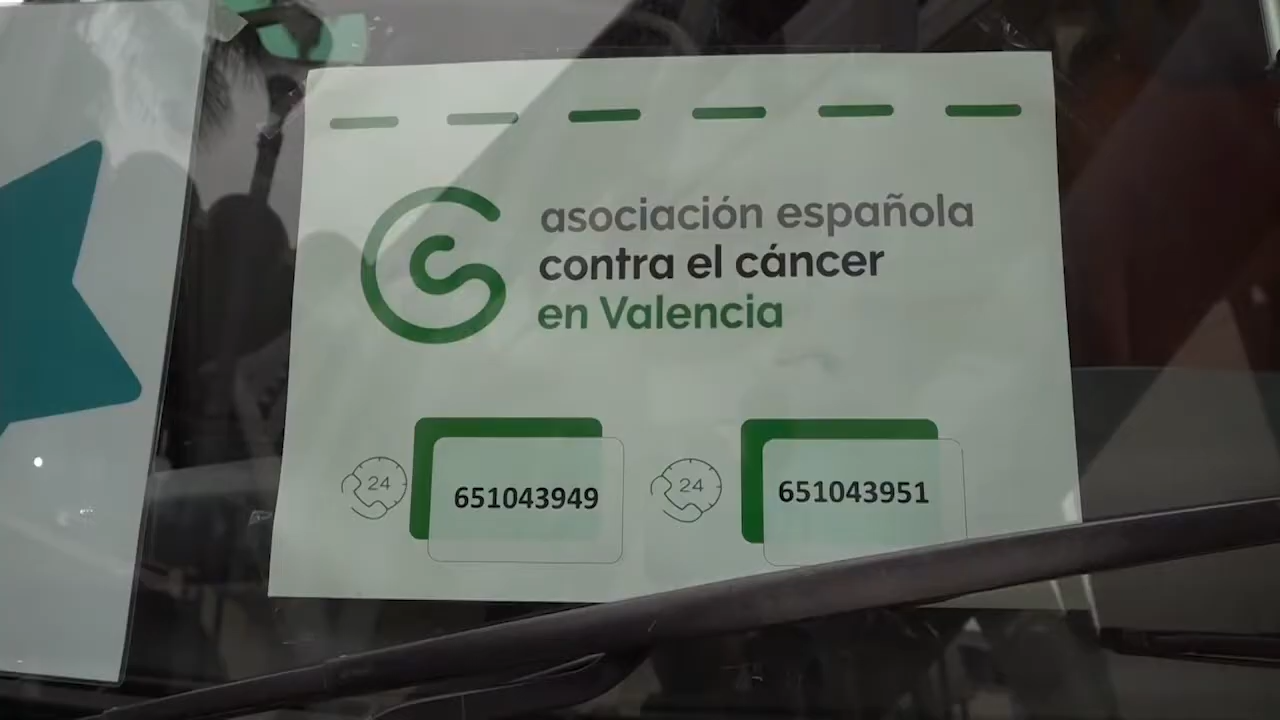 asociación española
contra el cáncer
en Valencia
24 651043949 24 651043951